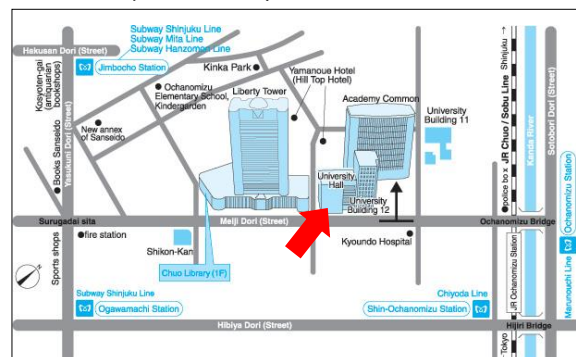 Subway Shinjuku Line
Subway Mita Line
Subway Hanzomon Line
Hakusan Dori (Street)
Jimbocho Station
Kosyoten-gai
(antiquarian
bookshops)
Yasukuni Dori (Street)
Books Sanseido
New annex
of Sanseido
Kinka Park
Ochanomizu
Elementary School,
Kindergarden
Liberty Tower
Yamanoue Hotel
(Hill Top Hotel)
Academy Common
University
Building 11
University
Hall
University
Building 12
Shinjuku →
JR Chuo / Sobu Line
Kanda River
Sotobori Dori (Street)
police box
Surugadai sita
Meiji Dori (Street)
Ochanomizu Bridge
fire station
Sports shops
Shikon-Kan
Chuo Library (1F)
Kyoundo Hospital
JR Ochanomizu Station
Marunouchi Line
Ochanomizu Station
Subway Shinjuku Line
Ogawamachi Station
Chiyoda Line
Shin-Ochanomizu Station
Hibiya Dori (Street)
Hijiri Bridge
Tokyo